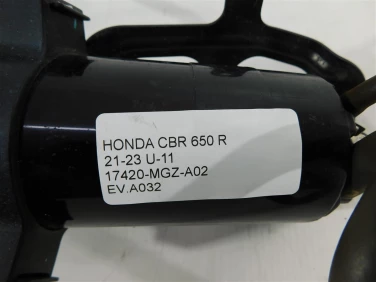 HONDA CBR 650 R
21-23 U-11
17420-MGZ-A02
EV.A032